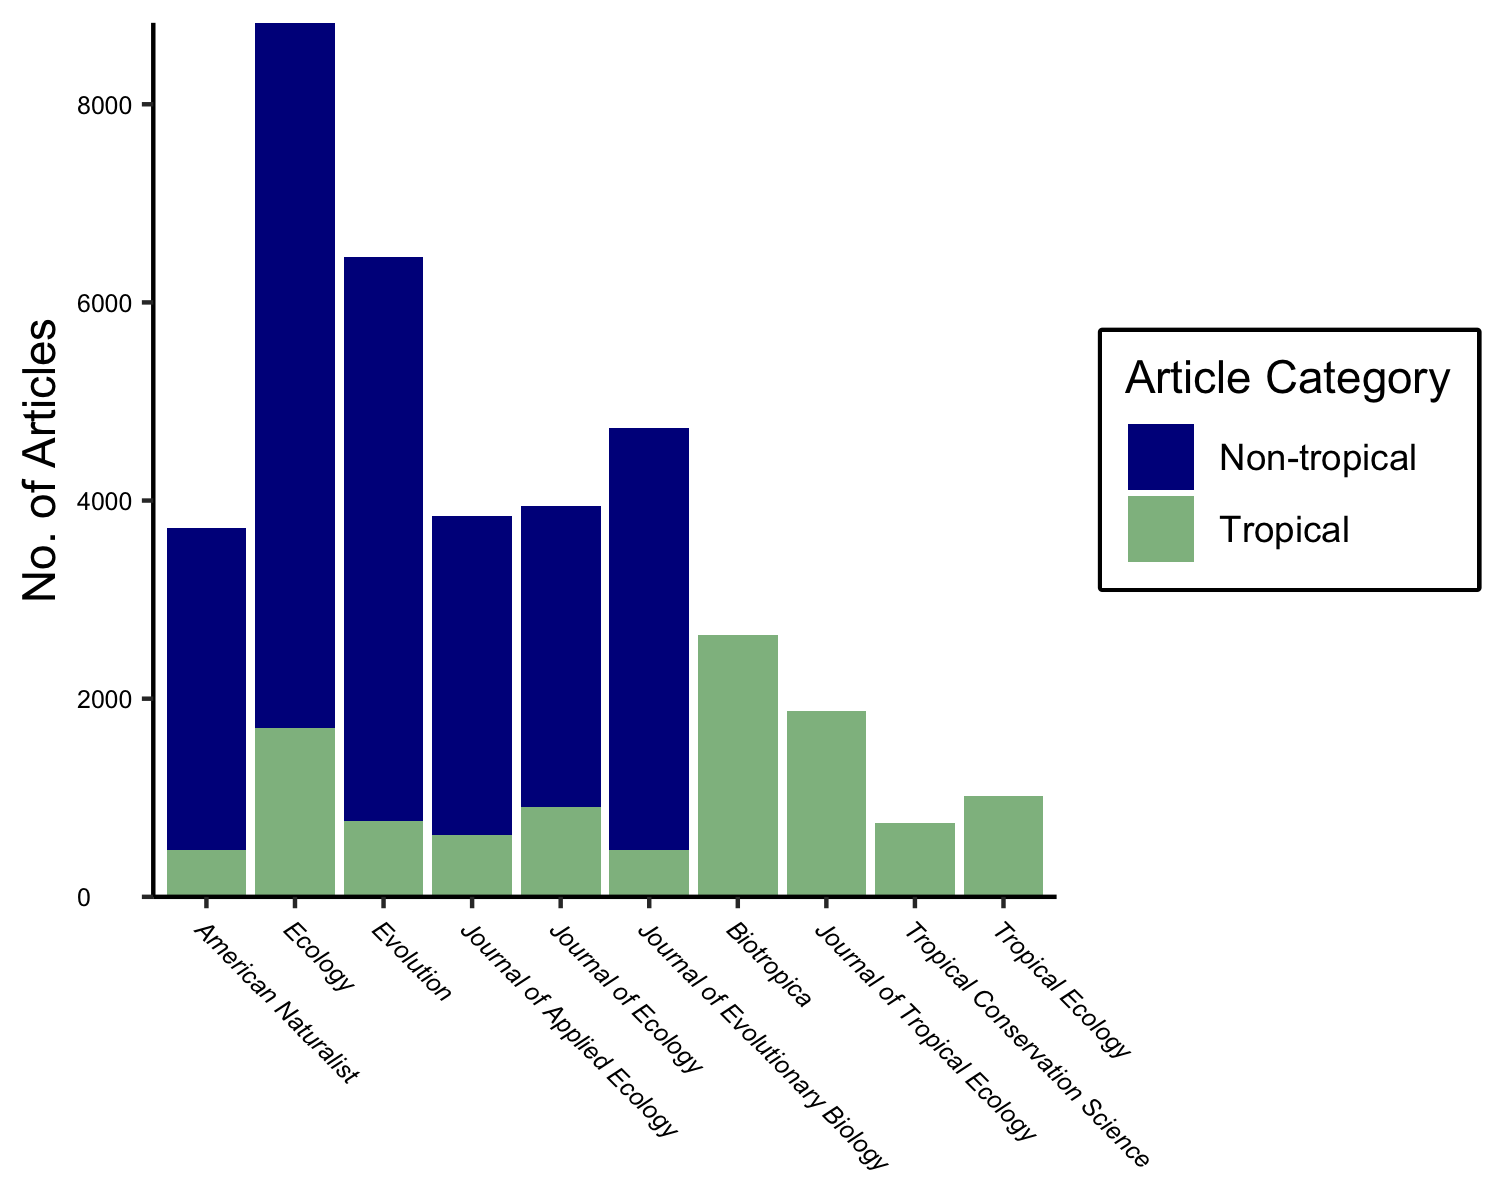 No. of Articles
8000
6000
4000
2000
0
American Naturalist
Ecology
Evolution
Journal of Applied Ecology
Journal of Ecology
Journal of Evolutionary Biology
Biotropica
Journal of Tropical Ecology
Tropical Conservation Science
Tropical Ecology
Article Category
Non-tropical
Tropical